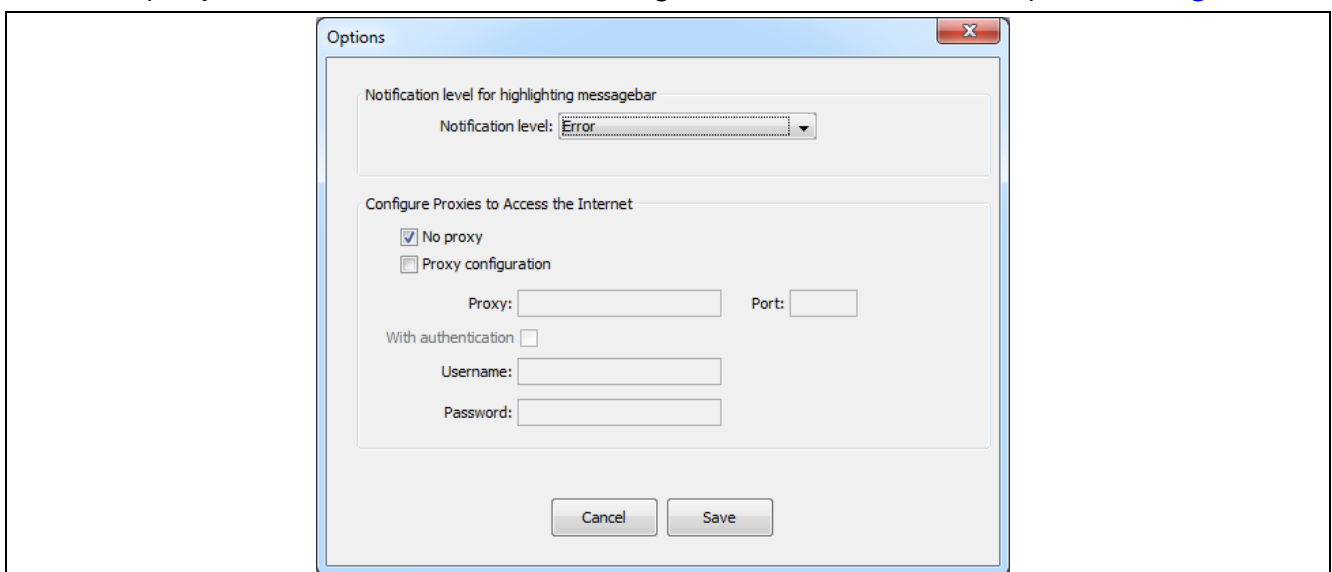 Options
Notification level for highlighting messagebar
Notification level: Error
Configure Proxies to Access the Internet
No proxy
Proxy configuration
Proxy: Port:
With authentication
Username:
Password:
Cancel Save